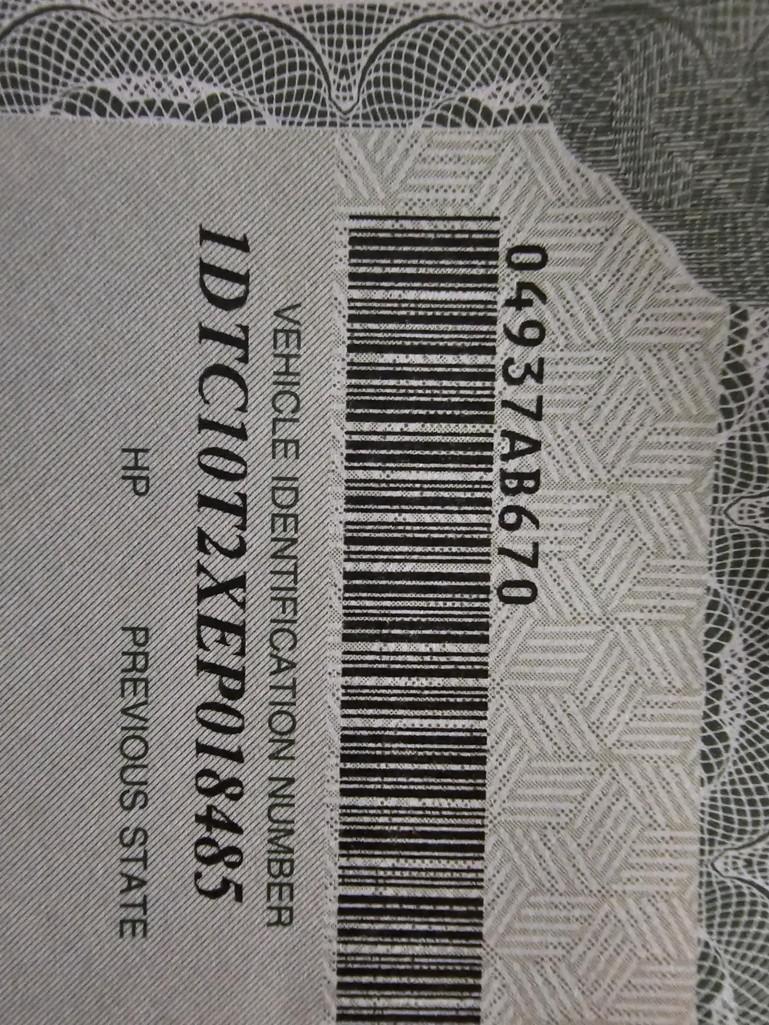 04937AB670
VEHICLE IDENTIFICATION NUMBER
1DTC10T2XEP018485
HP PREVIOUS STATE